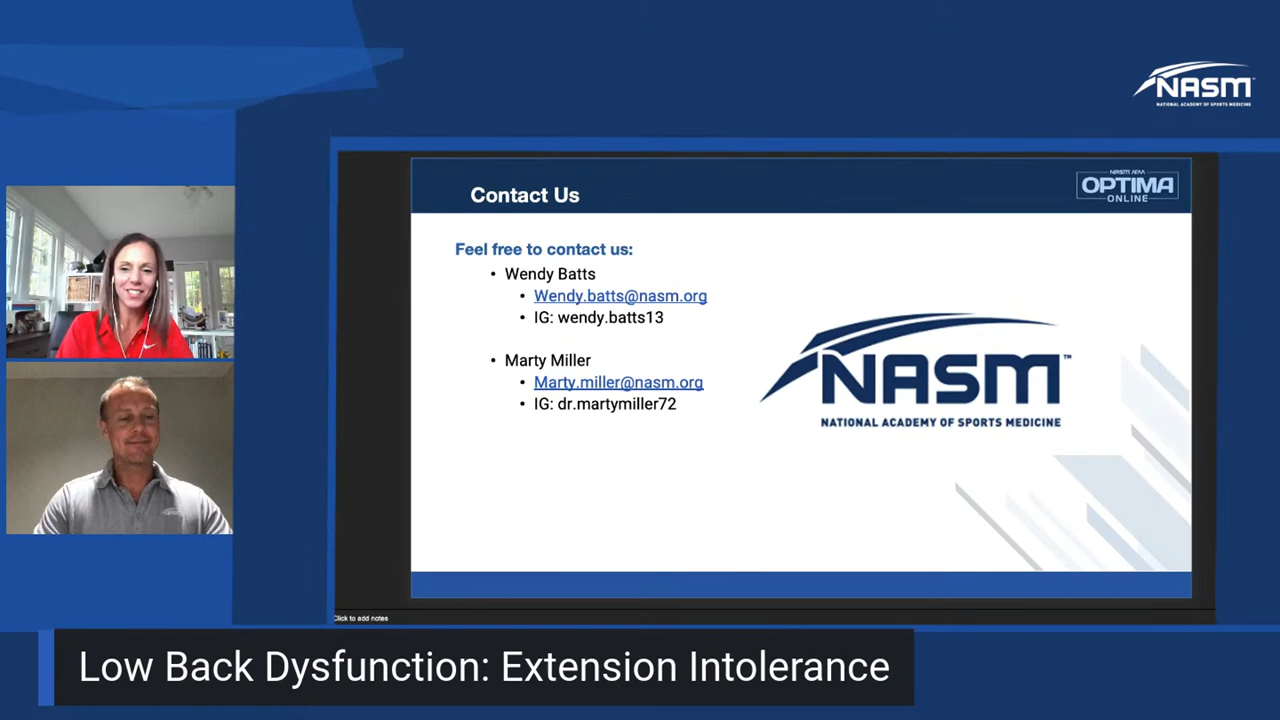 NASM
NATIONAL ACADEMY OF SPORTS MEDICINE
Contact Us
NASM AFAA
OPTIMA
ONLINE
Feel free to contact us:
• Wendy Batts
• Wendy.batts@nasm.org
• IG: wendy.batts13
• Marty Miller
• Marty.miller@nasm.org
• IG: dr.martymiller72
NASM™
NATIONAL ACADEMY OF SPORTS MEDICINE
Click to add notes
Low Back Dysfunction: Extension Intolerance